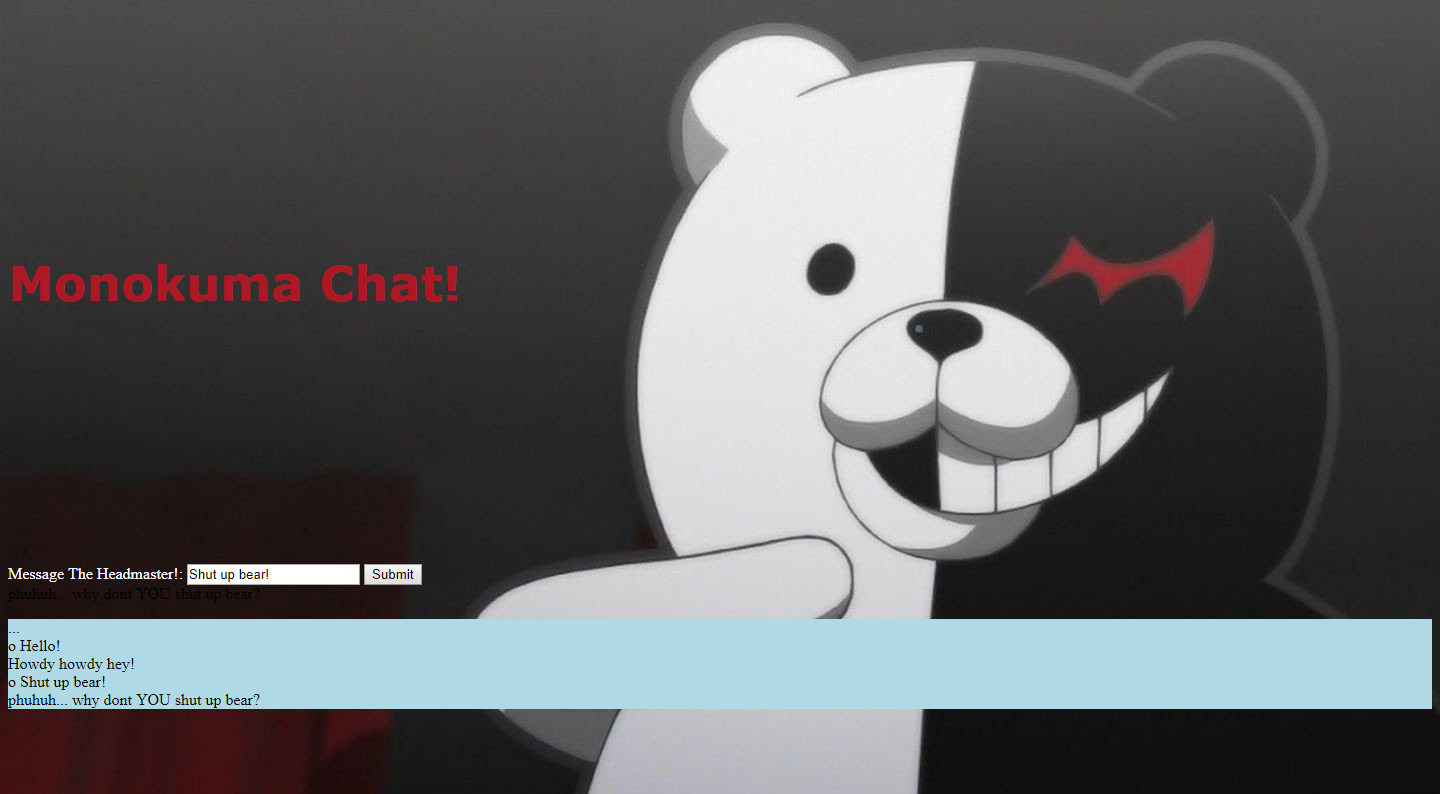 Monokuma Chat!
Message The Headmaster!: Shut up bear! Submit
phuhuh... why dont YOU shut up bear?
...
o Hello!
Howdy howdy hey!
o Shut up bear!
phuhuh... why dont YOU shut up bear?